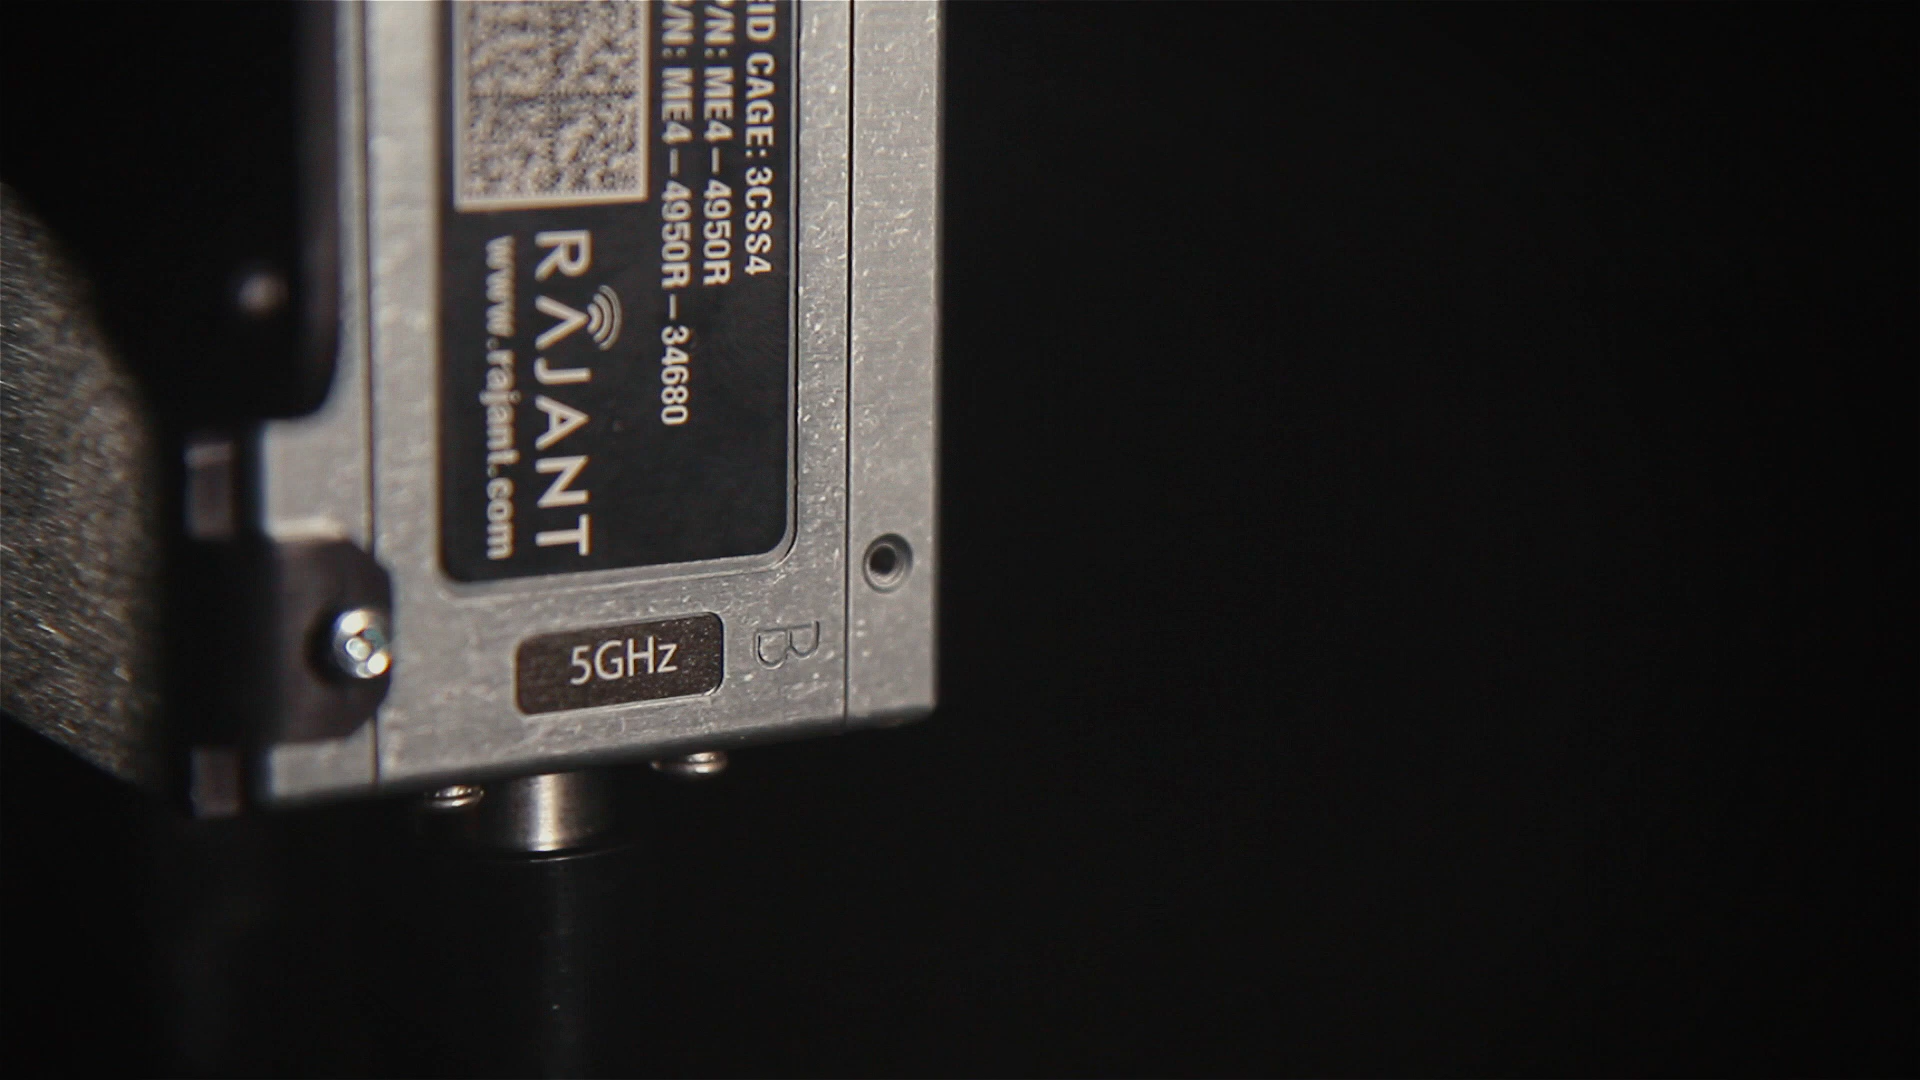 CAGE: 3CSS4
/N: ME4-4950R
/N: ME4-4950R-34680
RAJANT
www.rajant.com
5GHz
B